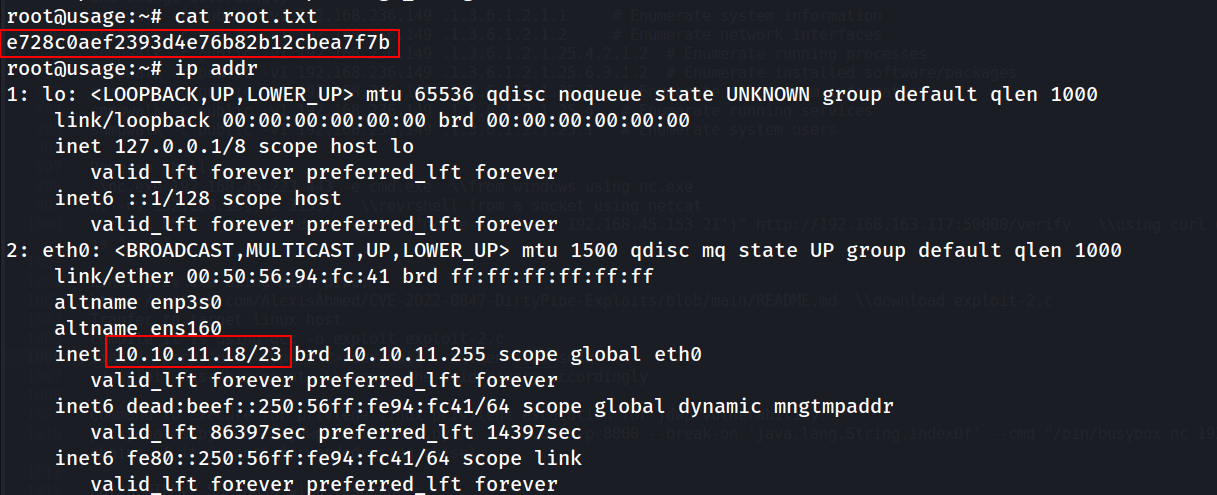 root@usage:~# cat root.txt
e728c0aef2393d4e76b82b12cbea7f7b
root@usage:~# ip addr
1: lo: <LOOPBACK,UP,LOWER_UP> mtu 65536 qdisc noqueue state UNKNOWN group default qlen 1000
    link/loopback 00:00:00:00:00:00 brd 00:00:00:00:00:00
    inet 127.0.0.1/8 scope host lo
       valid_lft forever preferred_lft forever
    inet6 ::1/128 scope host
       valid_lft forever preferred_lft forever
2: eth0: <BROADCAST,MULTICAST,UP,LOWER_UP> mtu 1500 qdisc mq state UP group default qlen 1000
    link/ether 00:50:56:94:fc:41 brd ff:ff:ff:ff:ff:ff
    altname enp3s0
    altname ens160
    inet 10.10.11.18/23 brd 10.10.11.255 scope global eth0
       valid_lft forever preferred_lft forever
    inet6 dead:beef::250:56ff:fe94:fc41/64 scope global dynamic mngtmpaddr
       valid_lft 86397sec preferred_lft 14397sec
    inet6 fe80::250:56ff:fe94:fc41/64 scope link
       valid_lft forever preferred_lft forever